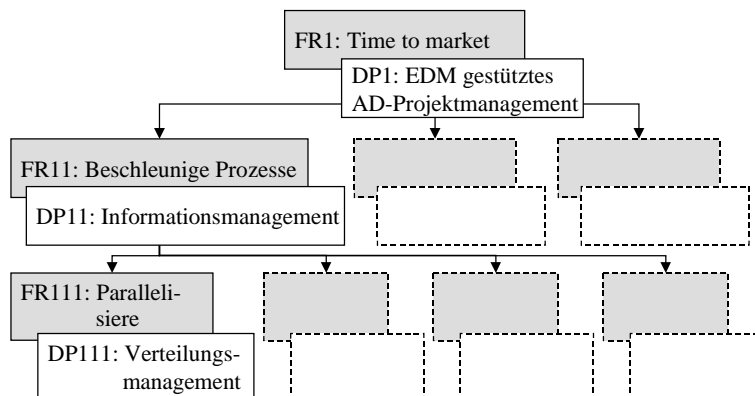 FR1: Time to market
DP1: EDM gestütztes
AD-Projektmanagement
FR11: Beschleunige Prozesse
DP11: Informationsmanagement
FR111: Paralleli-
siere
DP111: Verteilungs-
management